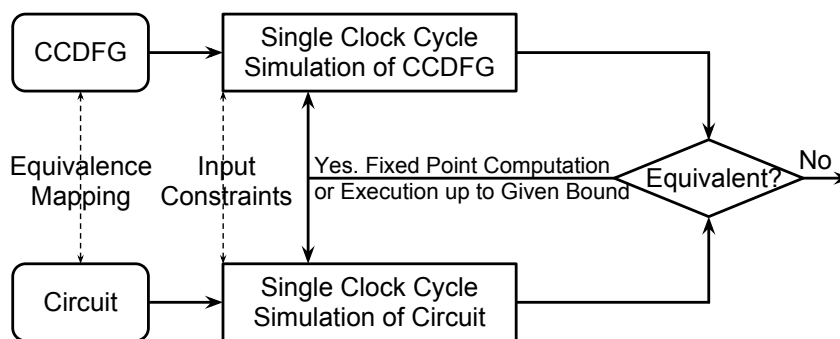 CCDFG
Single Clock Cycle
Simulation of CCDFG
Equivalence
Mapping
Input
Constraints
Yes. Fixed Point Computation
or Execution up to Given Bound
Equivalent?
No
Circuit
Single Clock Cycle
Simulation of Circuit